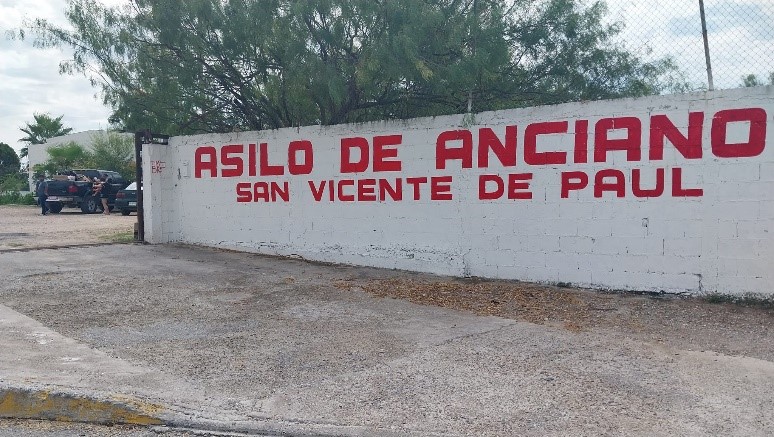 ASILO DE ANCIANO
SAN VICENTE DE PAUL